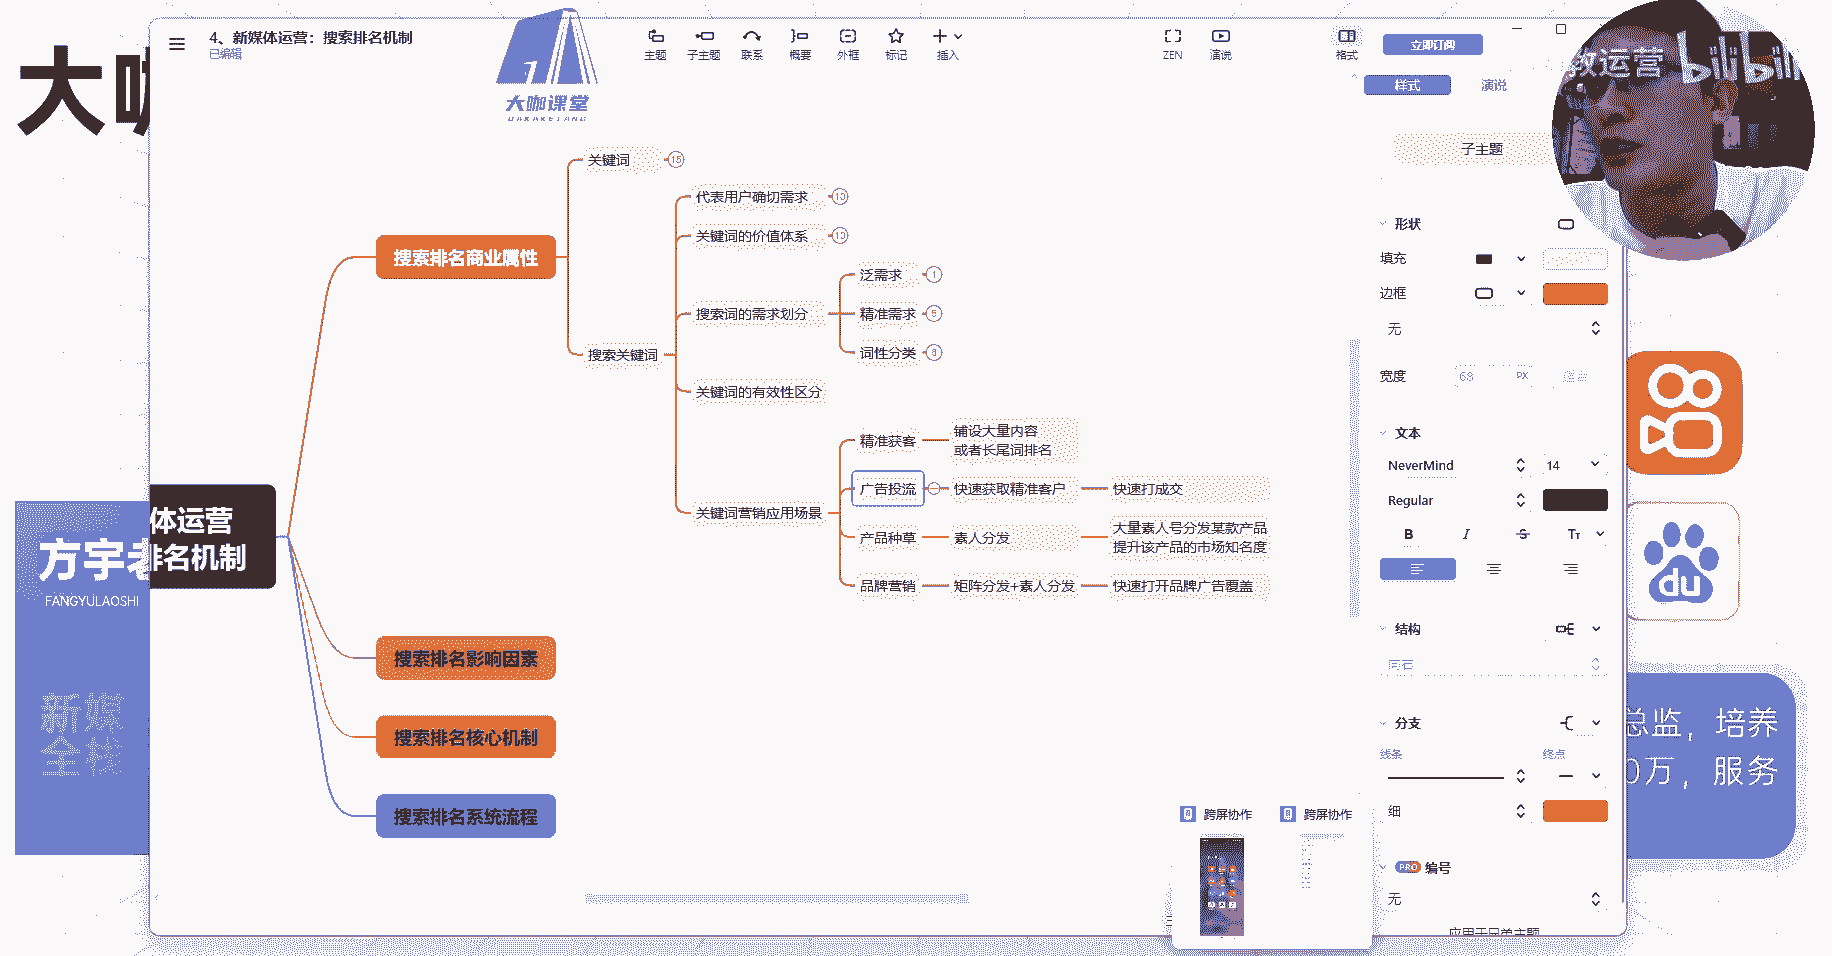 大咖
4、新媒体运营：搜索排名机制
已编辑
大咖课堂
DAKAKETANG
主题
子主题
联系
概要
外框
标记
插入
ZEN
演说
格式
立即订阅
教运营
bilibili
样式
演说
子主题
形状
填充
边框
无
宽度
68
PX
文本
NeverMind
14
Regular
B
I
S
Tт
结构
分支
线条
终点
细
PRO
编号
无
应用于兄弟主题
关键词
15
代表用户确切需求
10
关键词的价值体系
13
泛需求
1
搜索排名商业属性
搜索词的需求划分
精准需求
5
搜索关键词
词性分类
8
关键词的有效性区分
精准获客
铺设大量内容
或者长尾词排名
广告投流
快速获取精准客户
快速打成交
关键词营销应用场景
产品种草
素人分发
大量素人号分发某款产品
提升该产品的市场知名度
品牌营销
矩阵分发+素人分发
快速打开品牌广告覆盖
体运营
排名机制
方宇老
FANGYULAOSHI
新媒
全栈
搜索排名影响因素
搜索排名核心机制
搜索排名系统流程
du
总监，培养
0万，服务
跨屏协作
跨屏协作